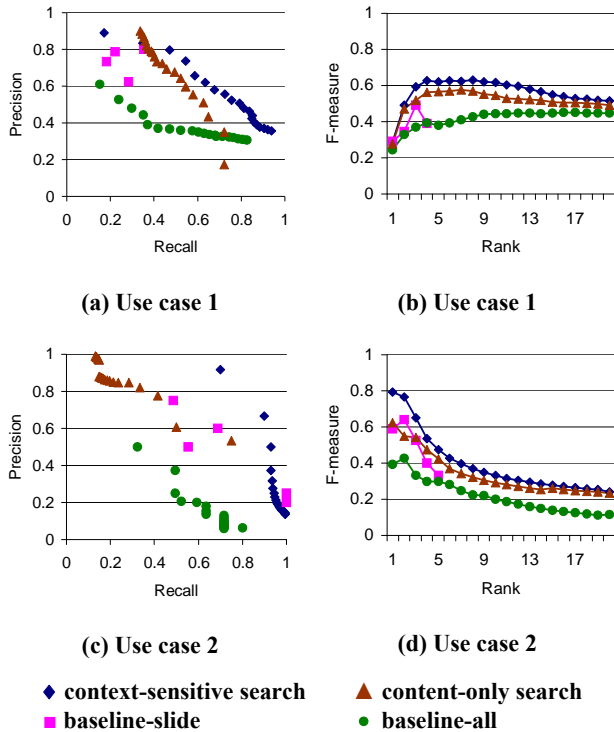 1
0.8
0.6
0.4
0.2
0
Precision
0 0.2 0.4 0.6 0.8 1
Recall
(a) Use case 1
1
0.8
0.6
0.4
0.2
0
F-measure
1 5 9 13 17
Rank
(b) Use case 1
1
0.8
0.6
0.4
0.2
0
Precision
0 0.2 0.4 0.6 0.8 1
Recall
(c) Use case 2
1
0.8
0.6
0.4
0.2
0
F-measure
1 5 9 13 17
Rank
(d) Use case 2
context-sensitive search
content-only search
baseline-slide
baseline-all